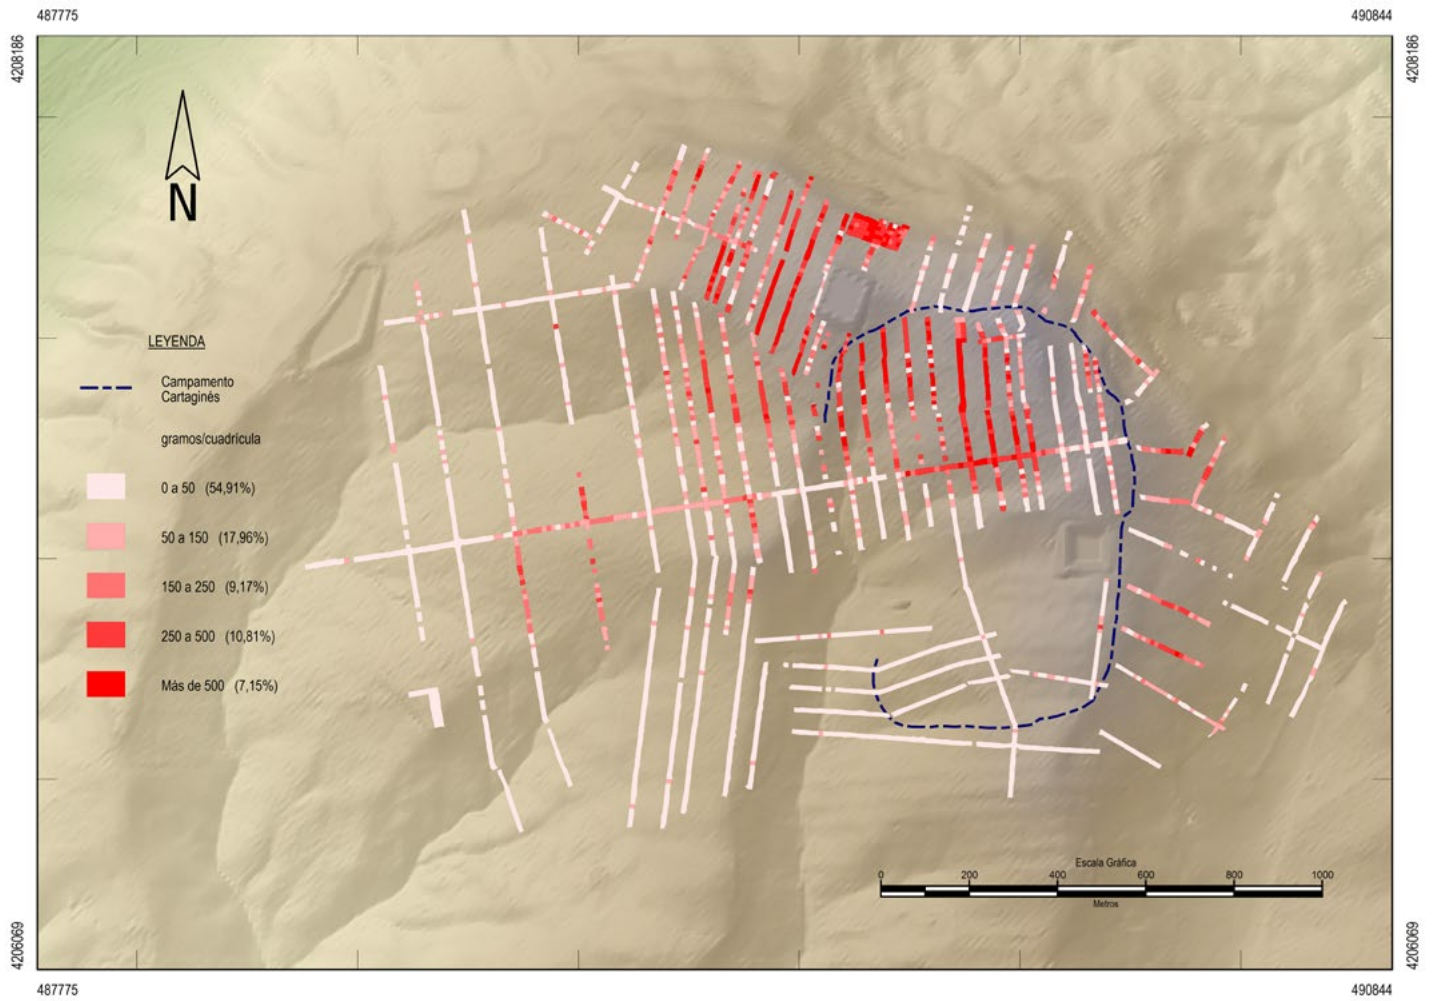 487775
490844
4208186
4208186
N
LEYENDA
Campamento
Cartaginés
gramos/cuadrícula
0 a 50 (54,91%)
50 a 150 (17,96%)
150 a 250 (9,17%)
250 a 500 (10,81%)
Más de 500 (7,15%)
Escala Gráfica
0 200 400 600 800 1000
Metros
4206069
4206069
487775
490844